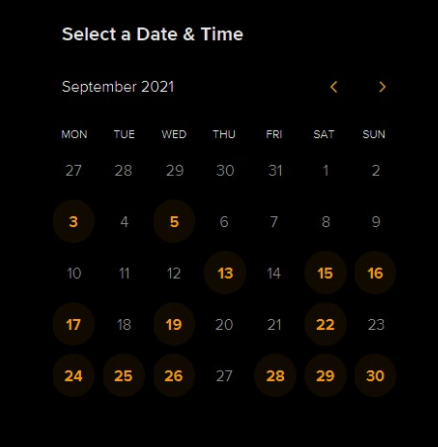 Select a Date & Time
September 2021
MON TUE WED THU FRI SAT SUN
27 28 29 30 31 1 2
3 4 5 6 7 8 9
10 11 12 13 14 15 16
17 18 19 20 21 22 23
24 25 26 27 28 29 30